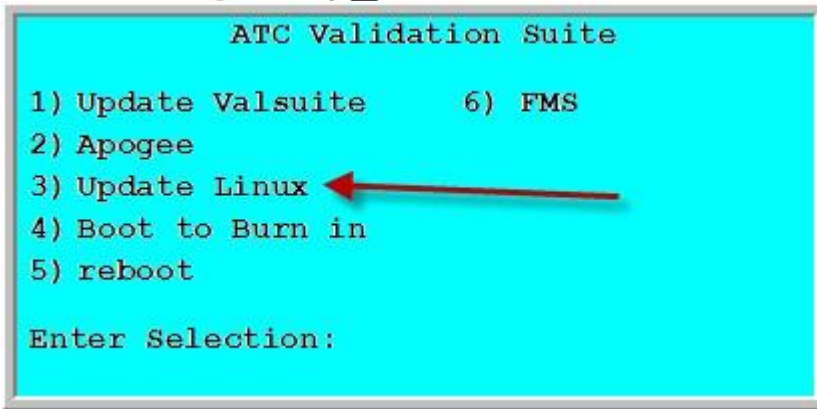 ATC Validation Suite
1) Update Valsuite 6) FMS
2) Apogee
3) Update Linux
4) Boot to Burn in
5) reboot
Enter Selection: